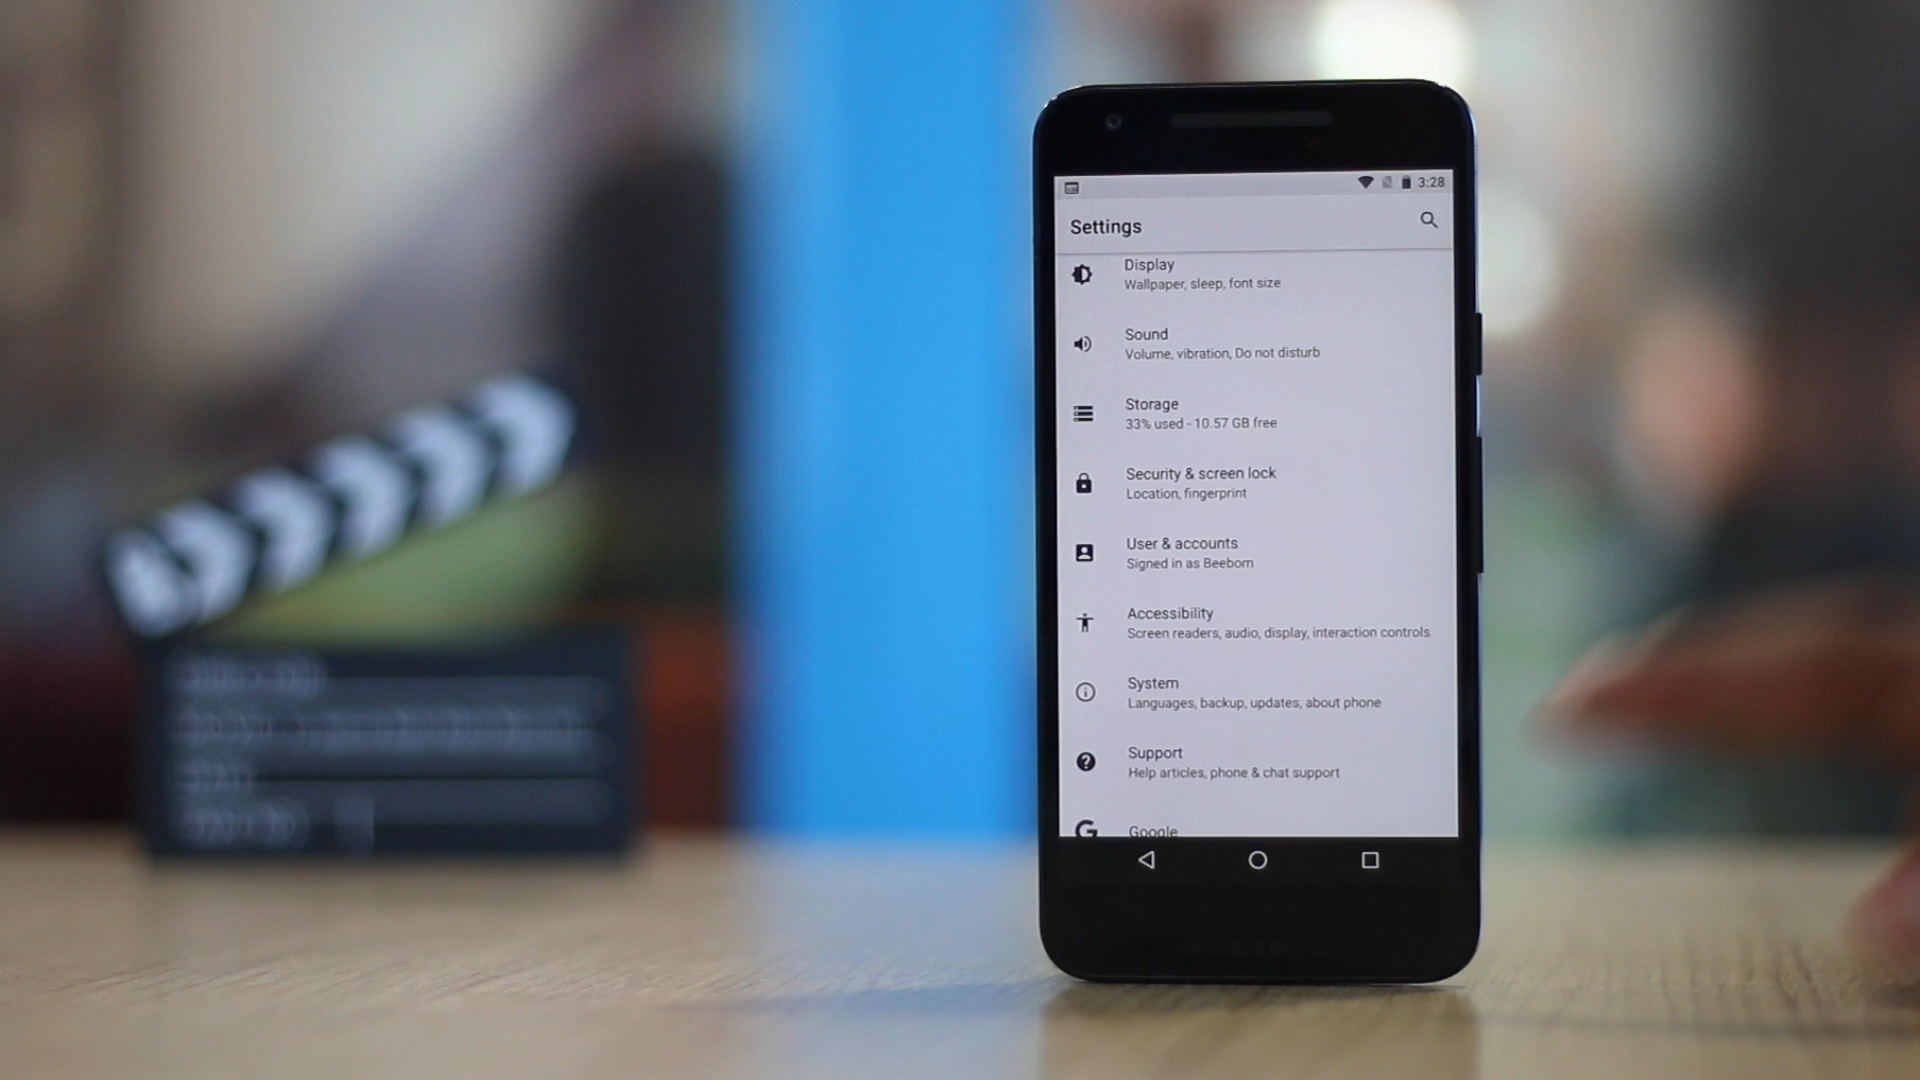 3:28
Settings
Display
Wallpaper, sleep, font size
Sound
Volume, vibration, Do not disturb
Storage
33% used - 10.57 GB free
Security & screen lock
Location, fingerprint
User & accounts
Signed in as Beebom
Accessibility
Screen readers, audio, display, interaction controls
System
Languages, backup, updates, about phone
Support
Help articles, phone & chat support
Google